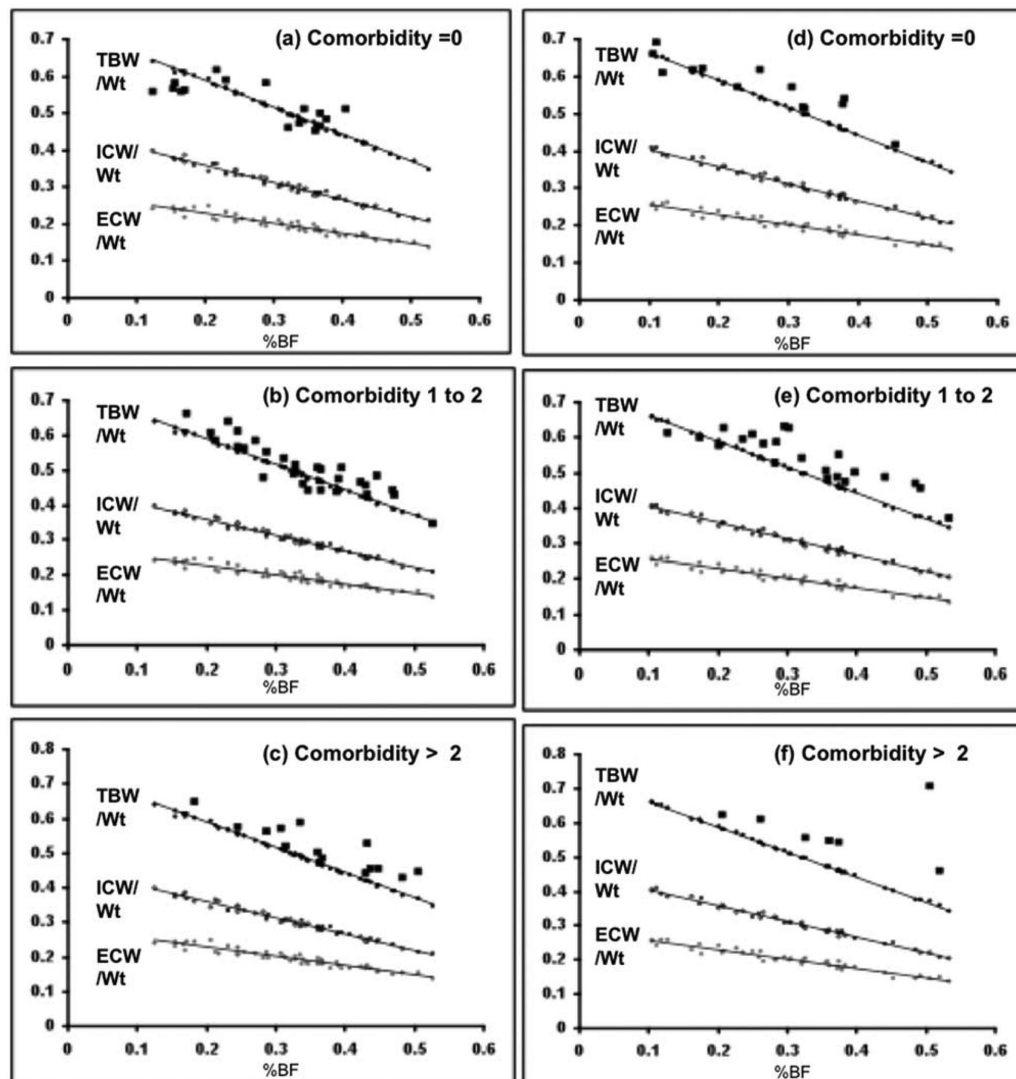 (a) Comorbidity =0
0.7
0.6
0.5
0.4
0.3
0.2
0.1
0
TBW
/Wt
ICW/
Wt
ECW
/Wt
0 0.1 0.2 0.3 0.4 0.5 0.6
%BF
(d) Comorbidity =0
0.7
0.6
0.5
0.4
0.3
0.2
0.1
0
TBW
/Wt
ICW/
Wt
ECW
/Wt
0 0.1 0.2 0.3 0.4 0.5 0.6
%BF
(b) Comorbidity 1 to 2
0.7
0.6
0.5
0.4
0.3
0.2
0.1
0
TBW
/Wt
ICW/
Wt
ECW
/Wt
0 0.1 0.2 0.3 0.4 0.5 0.6
%BF
(e) Comorbidity 1 to 2
0.7
0.6
0.5
0.4
0.3
0.2
0.1
0
TBW
/Wt
ICW/
Wt
ECW
/Wt
0 0.1 0.2 0.3 0.4 0.5 0.6
%BF
(c) Comorbidity > 2
0.8
0.7
0.6
0.5
0.4
0.3
0.2
0.1
0
TBW
/Wt
ICW/
Wt
ECW
/Wt
0 0.1 0.2 0.3 0.4 0.5 0.6
%BF
(f) Comorbidity > 2
0.8
0.7
0.6
0.5
0.4
0.3
0.2
0.1
0
TBW
/Wt
ICW/
Wt
ECW
/Wt
0 0.1 0.2 0.3 0.4 0.5 0.6
%BF